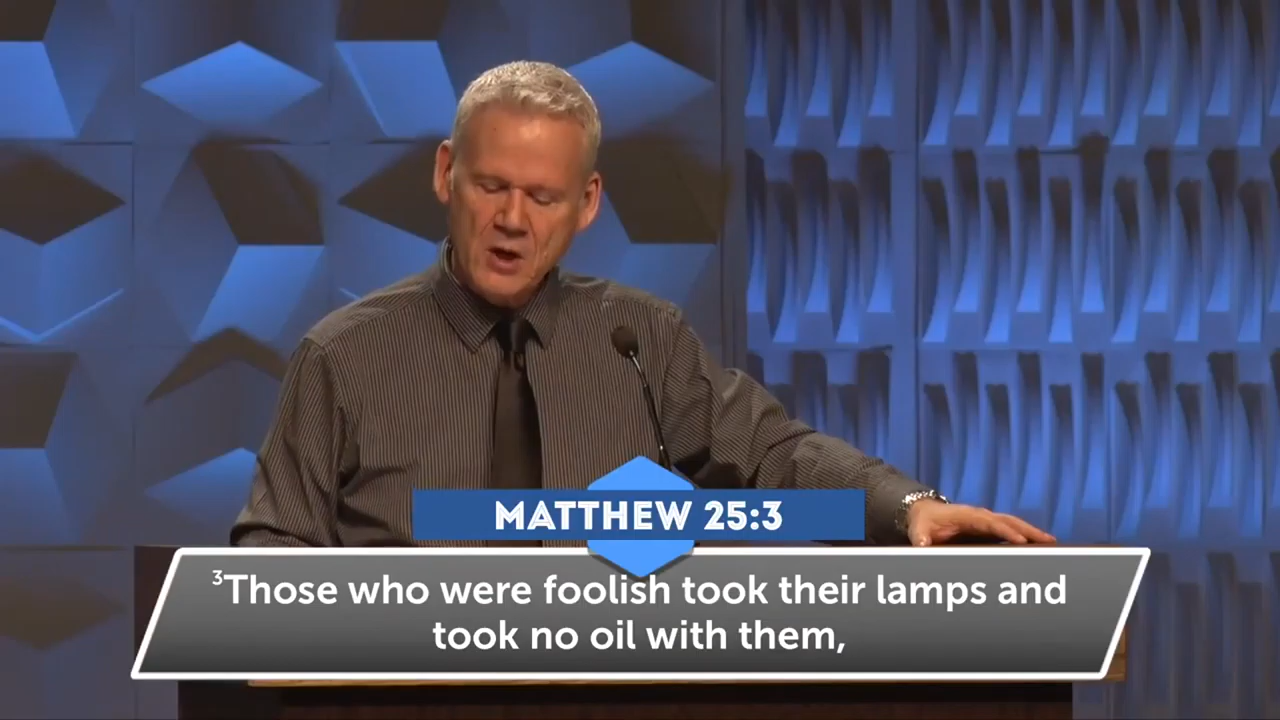 MATTHEW 25:3
³Those who were foolish took their lamps and
took no oil with them,